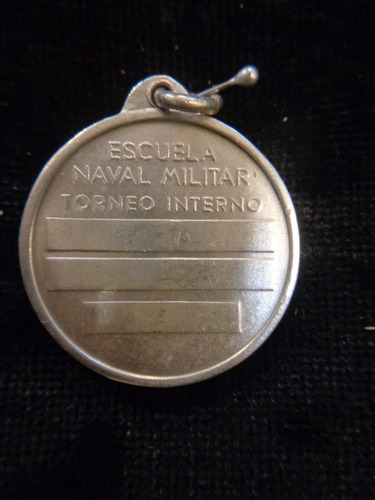 ESCUELA
NAVAL MILITAR
TORNEO INTERNO